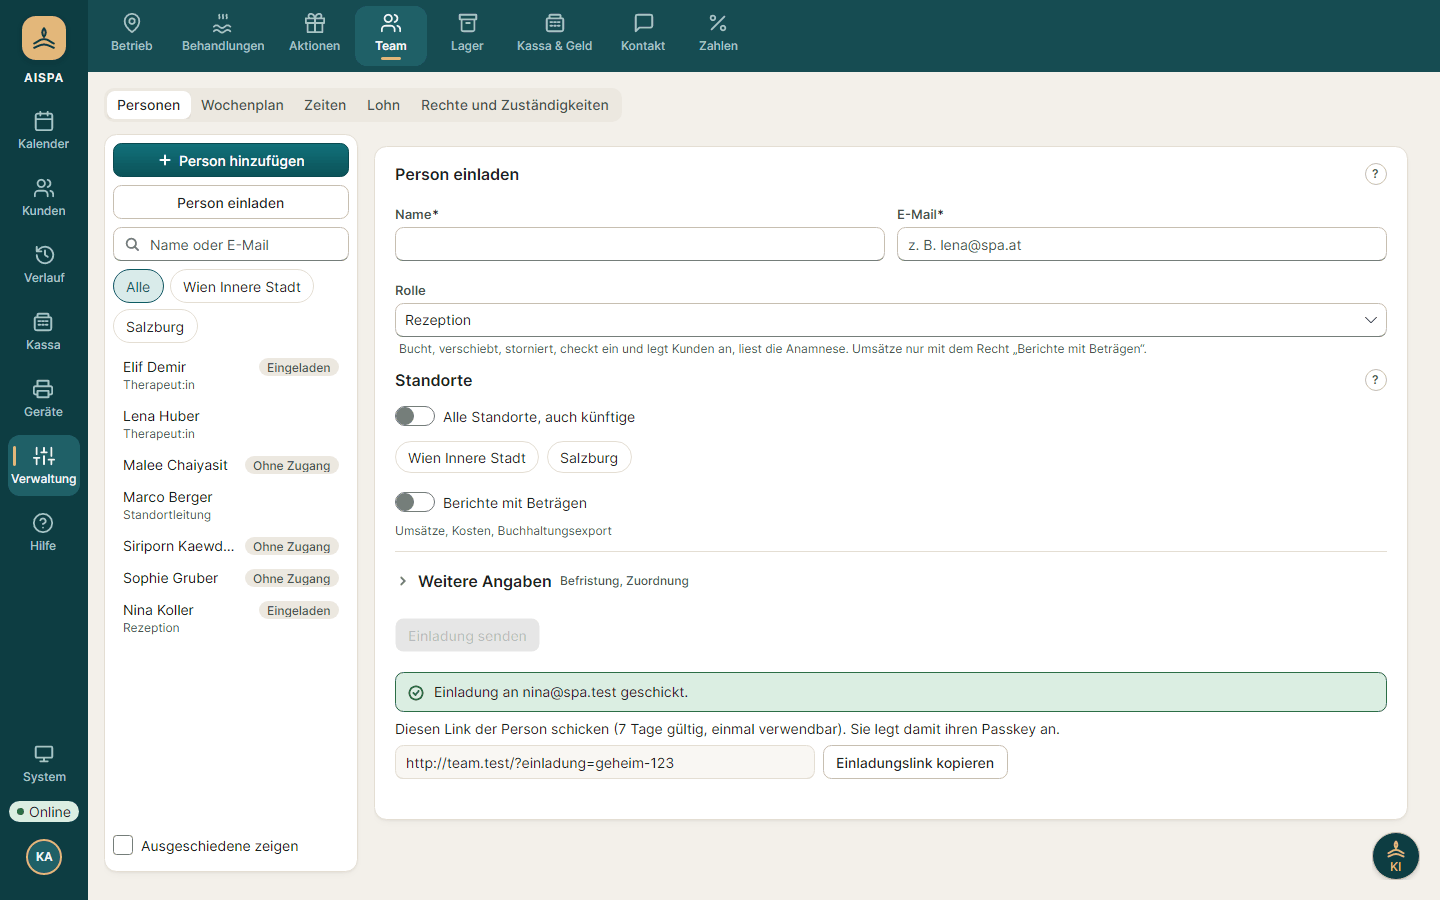 AISPA
Kalender
Kunden
Verlauf
Kassa
Geräte
Verwaltung
Hilfe
System
Online
KA
Betrieb
Behandlungen
Aktionen
Team
Lager
Kassa & Geld
Kontakt
Zahlen
Personen
Wochenplan
Zeiten
Lohn
Rechte und Zuständigkeiten
+ Person hinzufügen
Person einladen
Name oder E-Mail
Alle
Wien Innere Stadt
Salzburg
Elif Demir
Eingeladen
Therapeut:in
Lena Huber
Therapeut:in
Malee Chaiyasit
Ohne Zugang
Marco Berger
Standortleitung
Siriporn Kaewd...
Ohne Zugang
Sophie Gruber
Ohne Zugang
Nina Koller
Eingeladen
Rezeption
Ausgeschiedene zeigen
Person einladen
?
Name*
E-Mail*
z. B. lena@spa.at
Rolle
Rezeption
Bucht, verschiebt, storniert, checkt ein und legt Kunden an, liest die Anamnese. Umsätze nur mit dem Recht „Berichte mit Beträgen“.
Standorte
?
Alle Standorte, auch künftige
Wien Innere Stadt
Salzburg
Berichte mit Beträgen
Umsätze, Kosten, Buchhaltungsexport
Weitere Angaben Befristung, Zuordnung
Einladung senden
Einladung an nina@spa.test geschickt.
Diesen Link der Person schicken (7 Tage gültig, einmal verwendbar). Sie legt damit ihren Passkey an.
http://team.test/?einladung=geheim-123
Einladungslink kopieren
KI